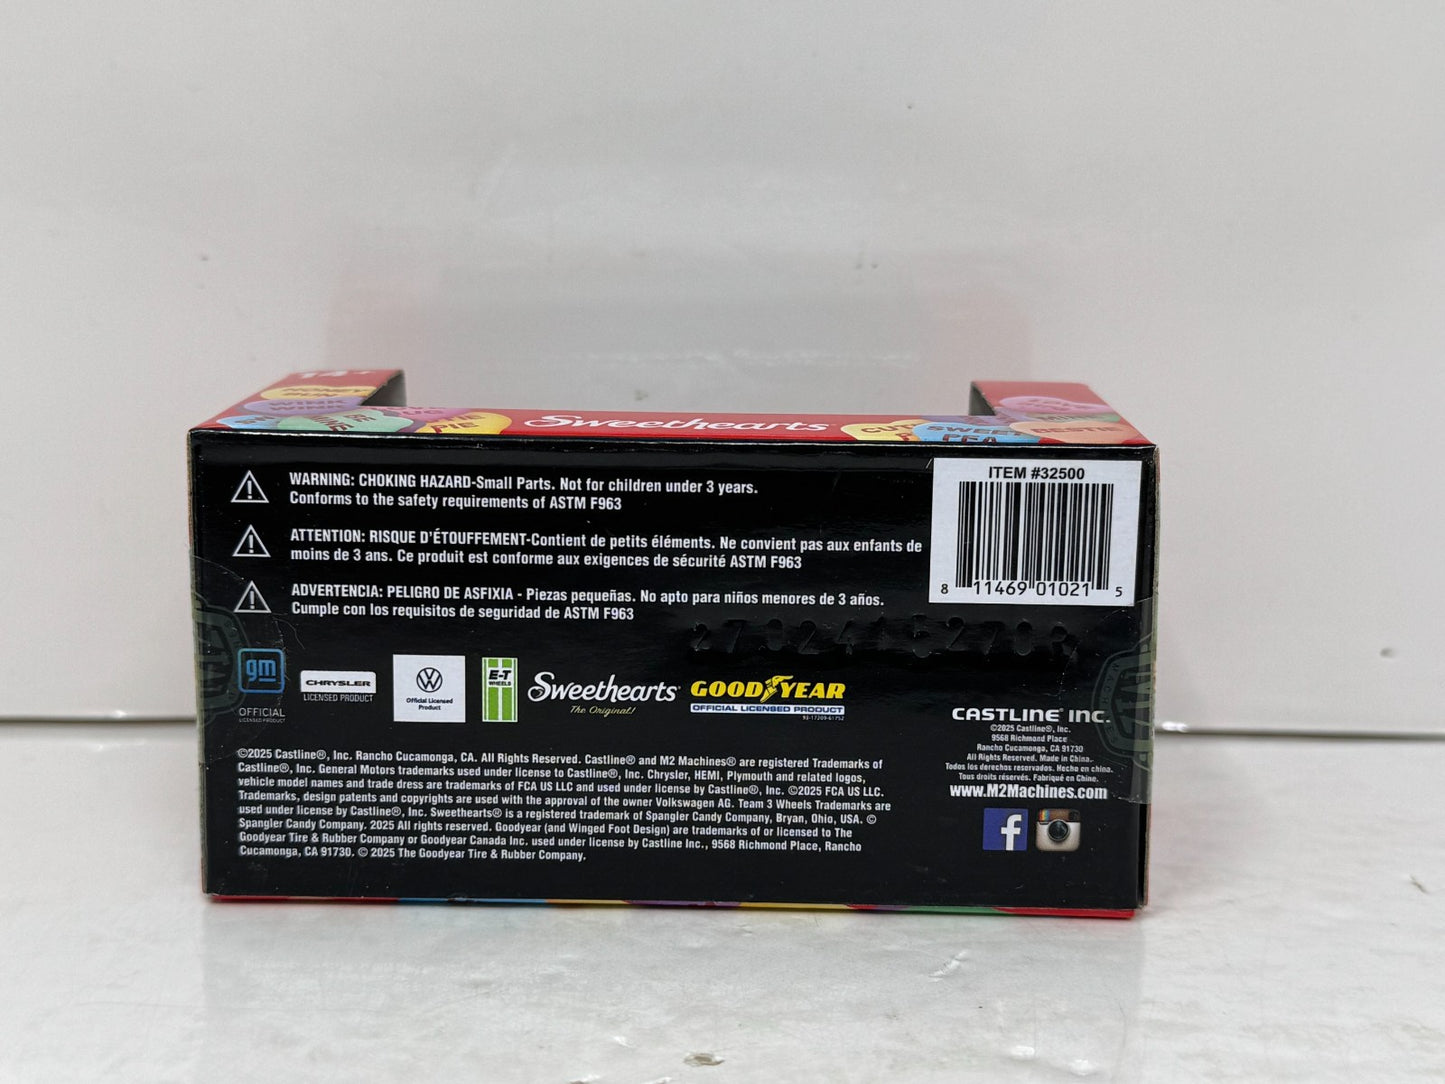 14+
HONEY
BUN
WINK
WINK
PIE
Sweethearts
SWEET
PEA
ITEM #32500
8 11469 01021 5
WARNING: CHOKING HAZARD-Small Parts. Not for children under 3 years.
Conforms to the safety requirements of ASTM F963
ATTENTION: RISQUE D'ÉTOUFFEMENT-Contient de petits éléments. Ne convient pas aux enfants de
moins de 3 ans. Ce produit est conforme aux exigences de sécurité ASTM F963
ADVERTENCIA: PELIGRO DE ASFIXIA - Piezas pequeñas. No apto para niños menores de 3 años.
Cumple con los requisitos de seguridad de ASTM F963
gm
OFFICIAL
LICENSED PRODUCT
CHRYSLER
LICENSED PRODUCT
Official Licensed
Product
E-T
WHEELS
Sweethearts
The Original!
GOODYEAR
OFFICIAL LICENSED PRODUCT
©2025 Castline®, Inc. Rancho Cucamonga, CA. All Rights Reserved. Castline® and M2 Machines® are registered Trademarks of
Castline®, Inc. General Motors trademarks used under license to Castline®, Inc. Chrysler, HEMI, Plymouth and related logos,
vehicle model names and trade dress are trademarks of FCA US LLC and used under license by Castline®, Inc. ©2025 FCA US LLC.
Trademarks, design patents and copyrights are used with the approval of the owner Volkswagen AG. Team 3 Wheels Trademarks are
used under license by Castline®, Inc. Sweethearts® is a registered trademark of Spangler Candy Company, Bryan, Ohio, USA. ©
Spangler Candy Company. 2025 All rights reserved. Goodyear (and Winged Foot Design) are trademarks of or licensed to The
Goodyear Tire & Rubber Company or Goodyear Canada Inc. used under license by Castline Inc., 9568 Richmond Place, Rancho
Cucamonga, CA 91730. © 2025 The Goodyear Tire & Rubber Company.
CASTLINE® INC.
©2025 Castline®, Inc.
9568 Richmond Place
Rancho Cucamonga, CA 91730
All Rights Reserved. Made in China.
Todos los derechos reservados. Hecho en china.
Tous droits réservés. Fabriqué en Chine.
www.M2Machines.com
f